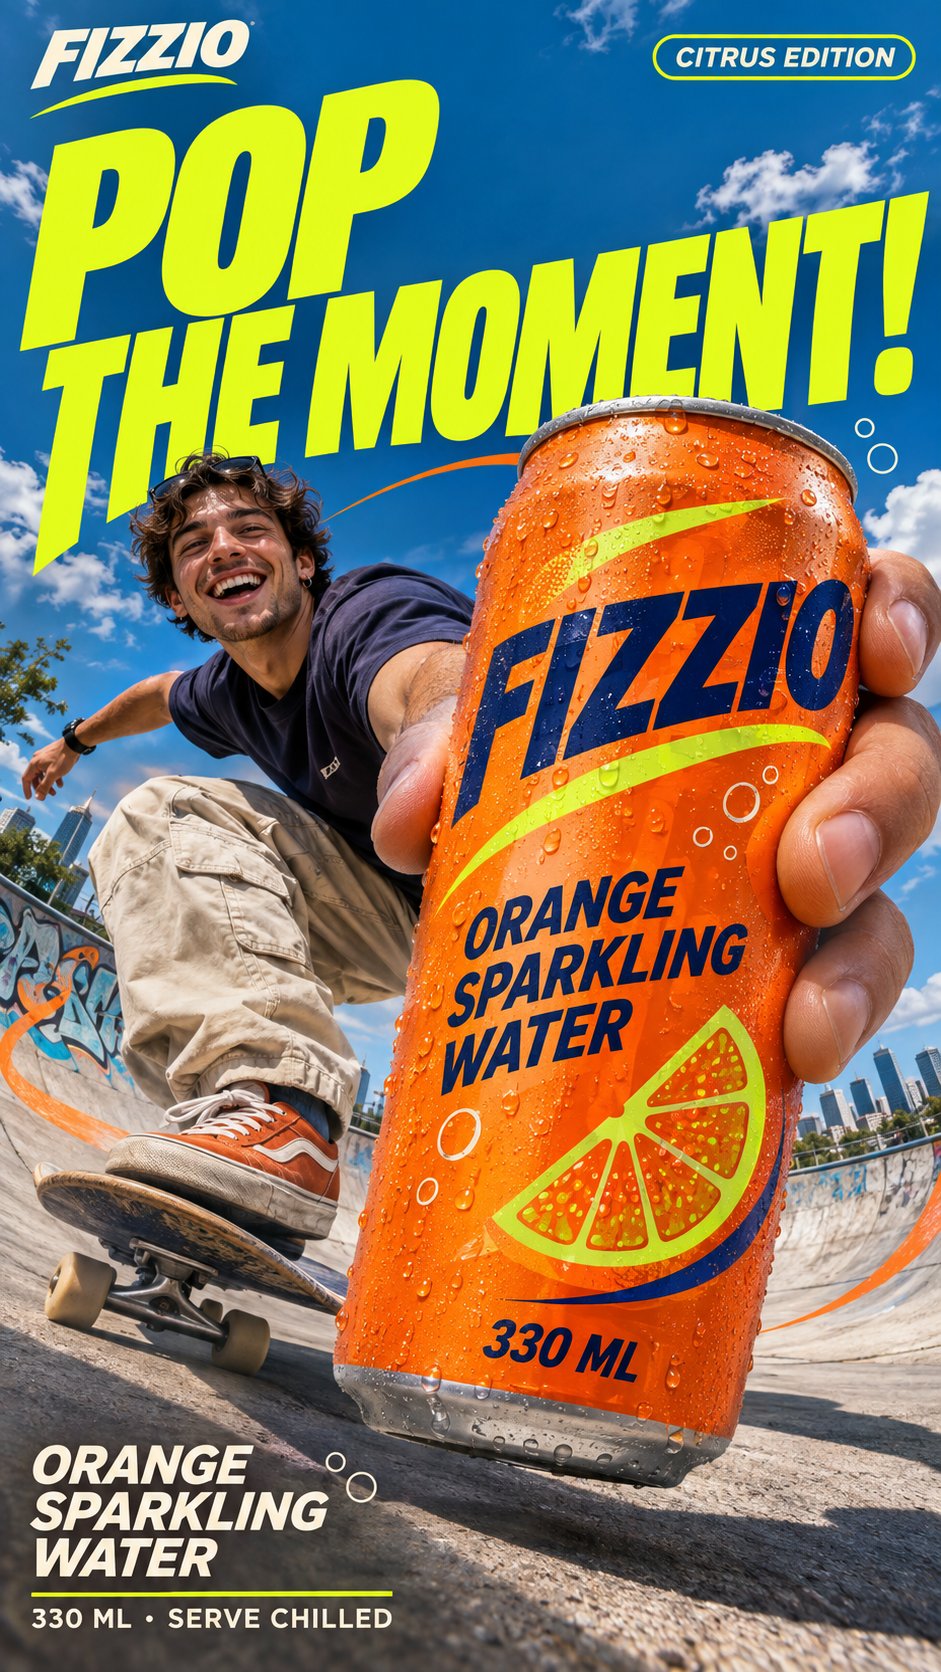 FIZZIO
CITRUS EDITION
POP
THE MOMENT!
FIZZIO
ORANGE
SPARKLING
WATER
330 ML
ORANGE
SPARKLING
WATER
330 ML • SERVE CHILLED